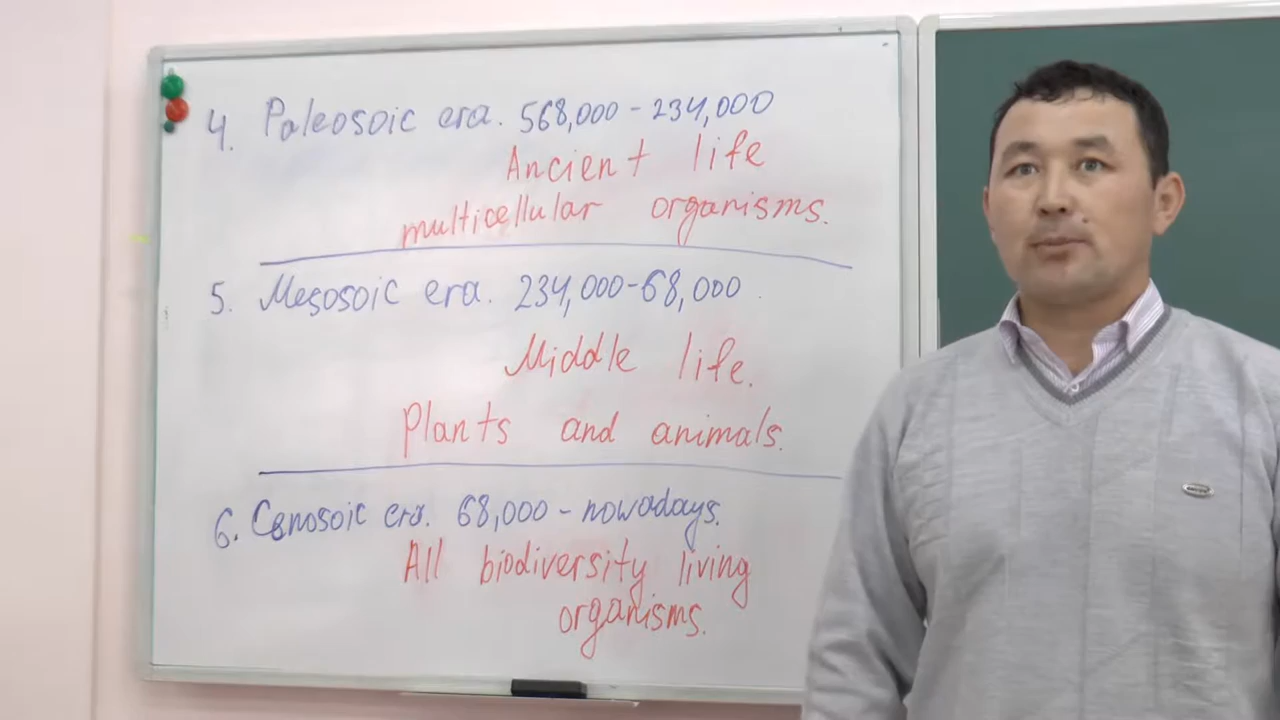 4. Paleosoic era. 568,000 - 234,000
Ancient life
multicellular organisms.
5. Mesosoic era. 234,000-68,000
Middle life.
Plants and animals.
6. Cenosoic era. 68,000 - nowadays.
All biodiversity living
organisms.